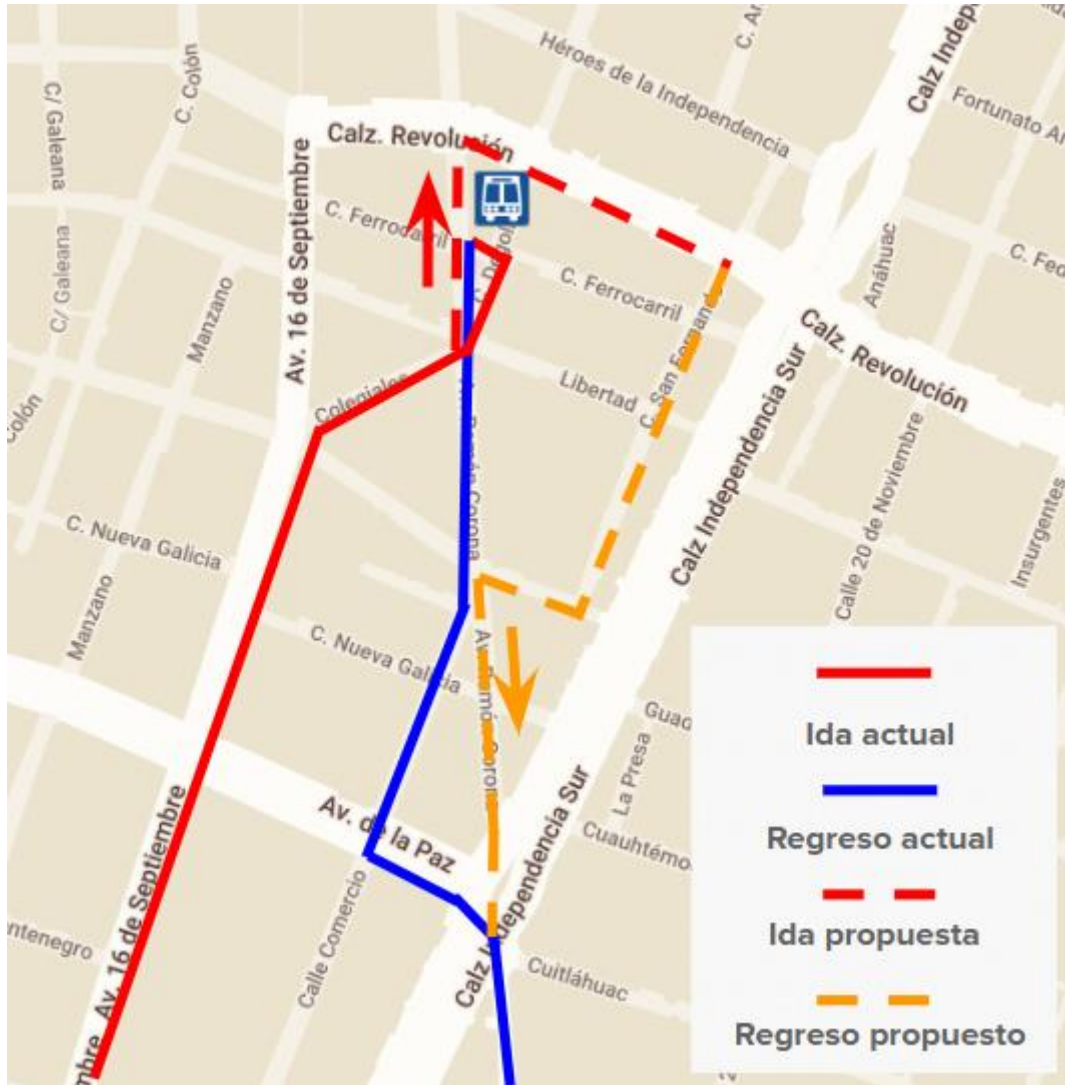 Héroes de la Independencia
C/ Galeana
C. Colón
Calz. Revolución
Fortunato
Av. 16 de Septiembre
C. Ferrocarril
C. Ferrocarril
C/ Galeana
Manzano
Anáhuac
C. San Fernando
Calz. Revolución
Libertad
Colegiales
Colón
Calz Independencia Sur
C. Nueva Galicia
Calle 20 de Noviembre
Insurgentes
Manzano
C. Nueva Galicia
La Presa
Av. de la Paz
Av. 16 de Septiembre
Calle Comercio
Calz Independencia Sur
Cuitláhuac
Ida actual
Regreso actual
Ida propuesta
Regreso propuesto